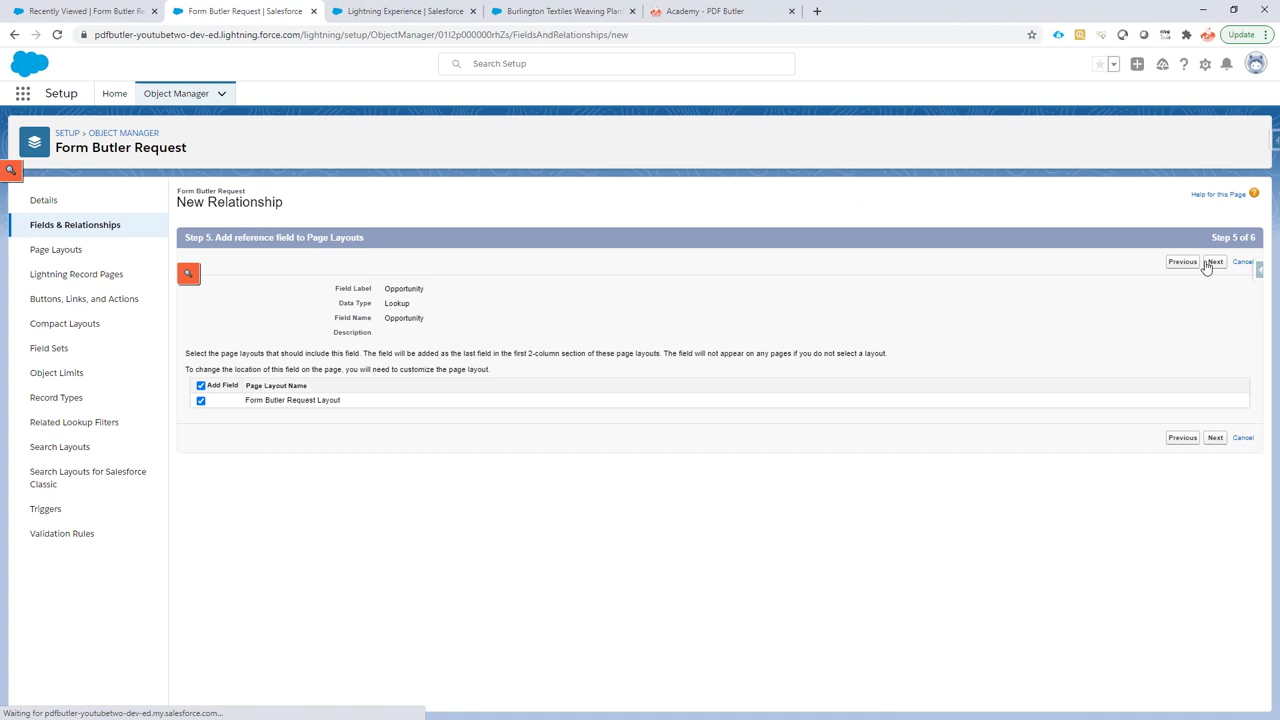 Recently Viewed | Form Butler Re
Form Butler Request | Salesforce
Lightning Experience | Salesforce
Burlington Textiles Weaving Plan
Academy - PDF Butler
pdfbutler-youtubetwo-dev-ed.lightning.force.com/lightning/setup/ObjectManager/01I2p000000rhZs/FieldsAndRelationships/new
Update
Search Setup
Setup
Home
Object Manager
SETUP > OBJECT MANAGER
Form Butler Request
Details
Fields & Relationships
Page Layouts
Lightning Record Pages
Buttons, Links, and Actions
Compact Layouts
Field Sets
Object Limits
Record Types
Related Lookup Filters
Search Layouts
Search Layouts for Salesforce
Classic
Triggers
Validation Rules
Form Butler Request
New Relationship
Help for this Page
Step 5. Add reference field to Page Layouts
Step 5 of 6
Previous
Next
Cancel
Field Label Opportunity
Data Type Lookup
Field Name Opportunity
Description
Select the page layouts that should include this field. The field will be added as the last field in the first 2-column section of these page layouts. The field will not appear on any pages if you do not select a layout.
To change the location of this field on the page, you will need to customize the page layout.
Add Field Page Layout Name
Form Butler Request Layout
Previous
Next
Cancel
Waiting for pdfbutler-youtubetwo-dev-ed.my.salesforce.com...